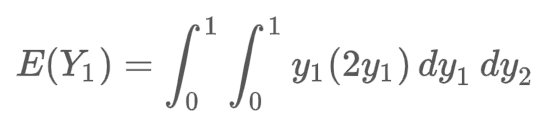 E(Y₁) = ∫₀¹ ∫₀¹ y₁(2y₁) dy₁ dy₂